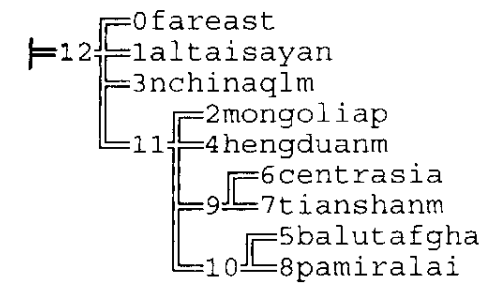 0fareast
12 1altaisayan
3nchinaqlm
2mongoliap
11 4hengduanm
6centrasia
9 7tianshanm
5balutafgha
10 8pamiralai